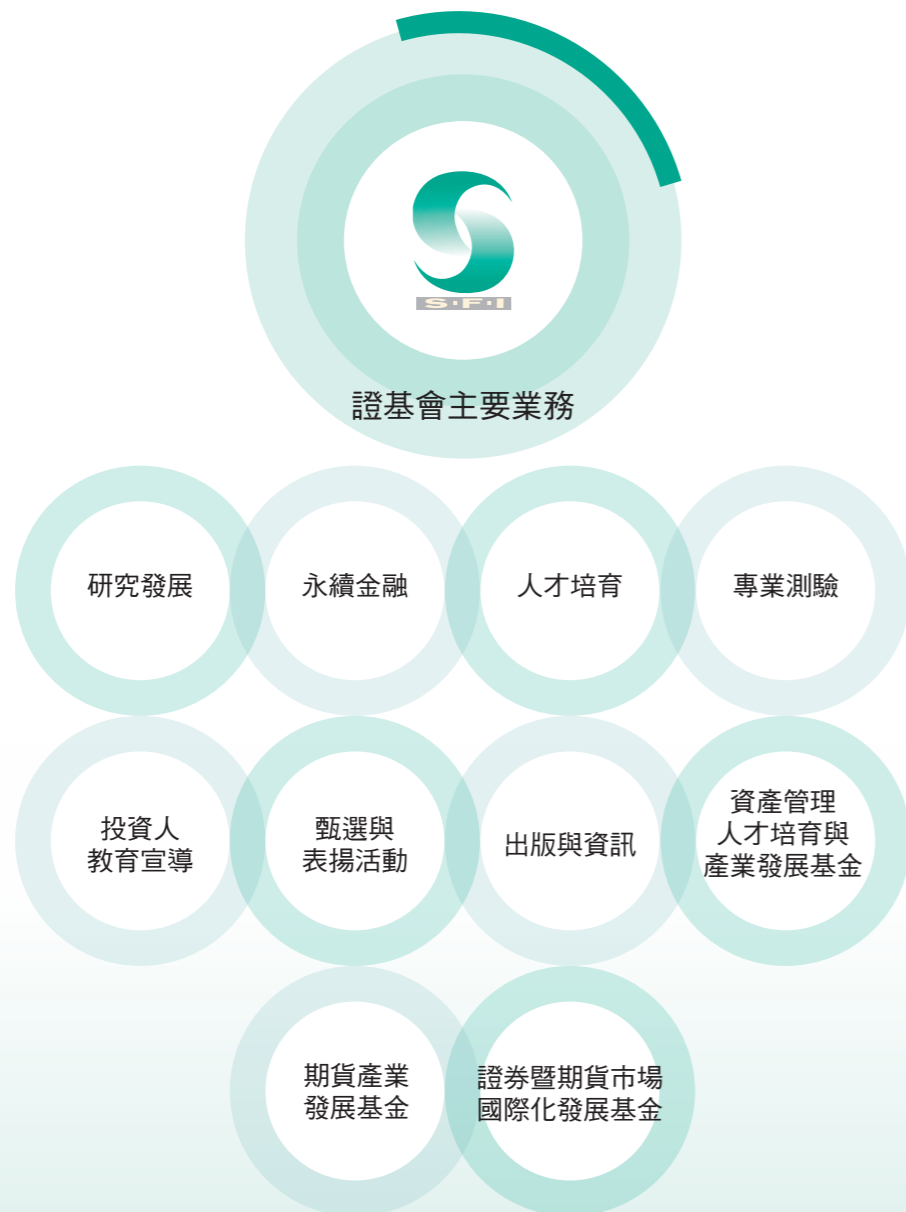 S·F·I
證基會主要業務
研究發展
永續金融
人才培育
專業測驗
投資人
教育宣導
甄選與
表揚活動
出版與資訊
資產管理
人才培育與
產業發展基金
期貨產業
發展基金
證券暨期貨市場
國際化發展基金